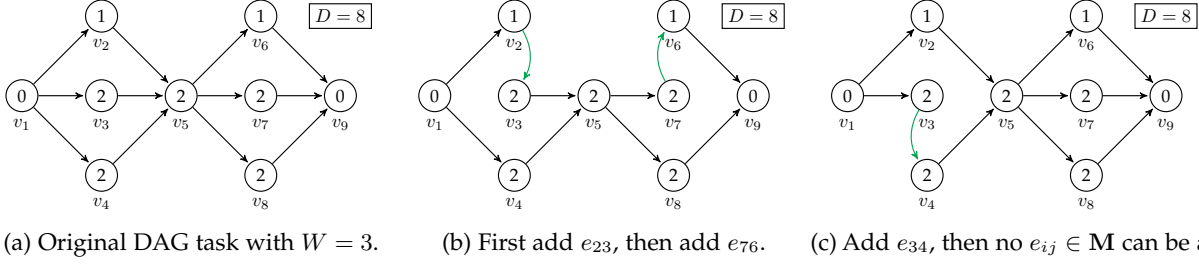 1 1 D = 8
v2 v6
0 2 2 2 0
v1 v3 v5 v7 v9
2 2
v4 v8
(a) Original DAG task with W = 3.
1 1 D = 8
v2 v6
0 2 2 2 0
v1 v3 v5 v7 v9
2 2
v4 v8
(b) First add e23, then add e76.
1 1 D = 8
v2 v6
0 2 2 2 0
v1 v3 v5 v7 v9
2 2
v4 v8
(c) Add e34, then no eij ∈ M can be